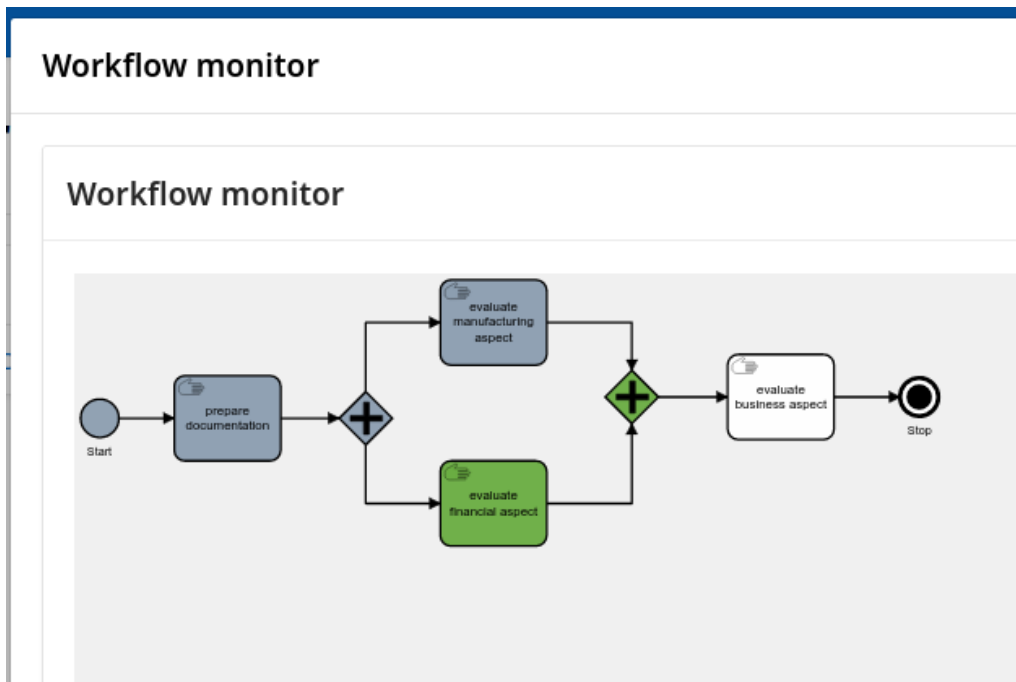 Workflow monitor
Workflow monitor
evaluate
manufacturing
aspect
prepare
documentation
Start
evaluate
financial aspect
evaluate
business aspect
Stop